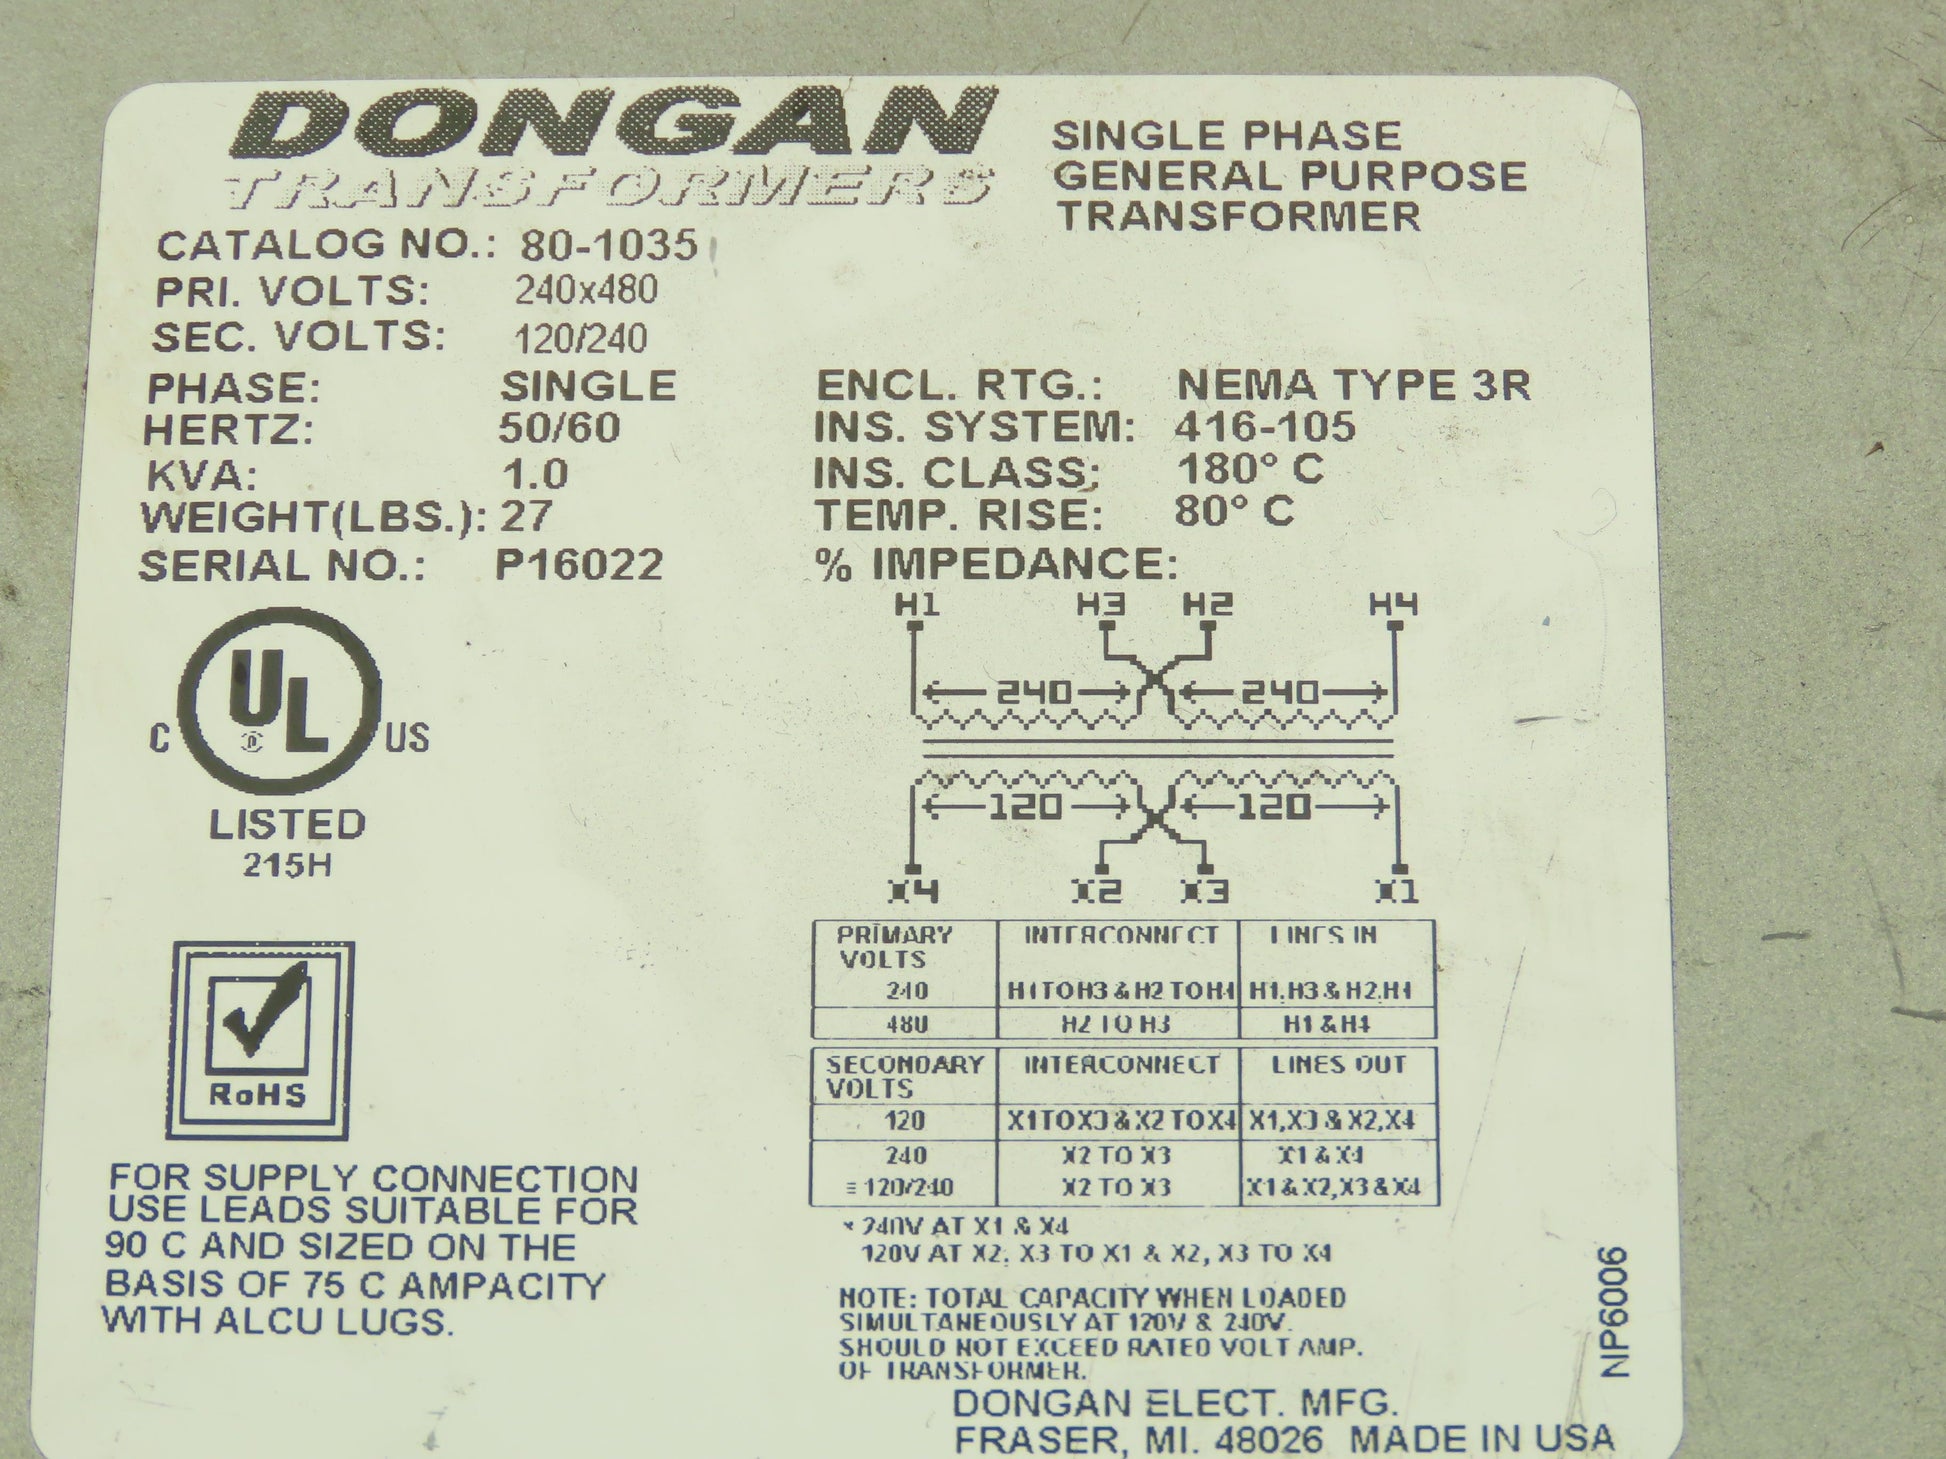 DONGAN
TRANSFORMERS
SINGLE PHASE
GENERAL PURPOSE
TRANSFORMER
CATALOG NO.: 80-1035
PRI. VOLTS: 240x480
SEC. VOLTS: 120/240
PHASE: SINGLE
HERTZ: 50/60
KVA: 1.0
WEIGHT(LBS.): 27
SERIAL NO.: P16022
ENCL. RTG.: NEMA TYPE 3R
INS. SYSTEM: 416-105
INS. CLASS: 180° C
TEMP. RISE: 80° C
% IMPEDANCE:
H1 H3 H2 H4
240 240
120 120
X4 X2 X3 X1
C UL US
LISTED
215H
RoHS
FOR SUPPLY CONNECTION
USE LEADS SUITABLE FOR
90 C AND SIZED ON THE
BASIS OF 75 C AMPACITY
WITH ALCU LUGS.
PRIMARY INTERCONNECT LINES IN
VOLTS
240 H1 TO H3 & H2 TO H4 H1,H3 & H2,H4
480 H2 TO H3 H1 & H4
SECONDARY INTERCONNECT LINES OUT
VOLTS
120 X1 TO X3 & X2 TO X4 X1,X3 & X2,X4
240 X2 TO X3 X1 & X4
120/240 X2 TO X3 X1 & X2, X3 & X4
* 240V AT X1 & X4
120V AT X2, X3 TO X1 & X2, X3 TO X4
NOTE: TOTAL CAPACITY WHEN LOADED
SIMULTANEOUSLY AT 120V & 240V.
SHOULD NOT EXCEED RATED VOLT AMP.
OF TRANSFORMER.
DONGAN ELECT. MFG.
FRASER, MI. 48026 MADE IN USA
NP6006